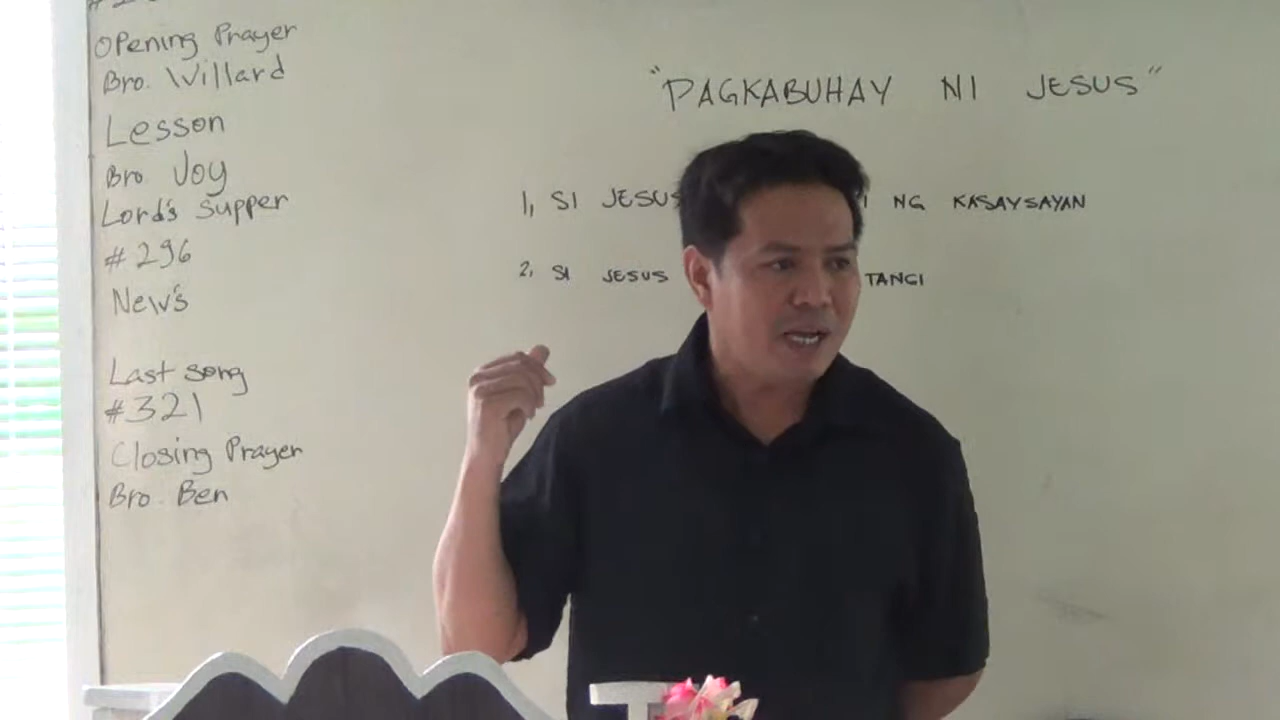 Opening Prayer
Bro. Willard
Lesson
Bro Joy
Lord's Supper
# 296
New's
Last song
#321
Closing Prayer
Bro. Ben
"PAGKABUHAY NI JESUS"
1, SI JESUS NG KASAYSAYAN
2, SI JESUS TANGI